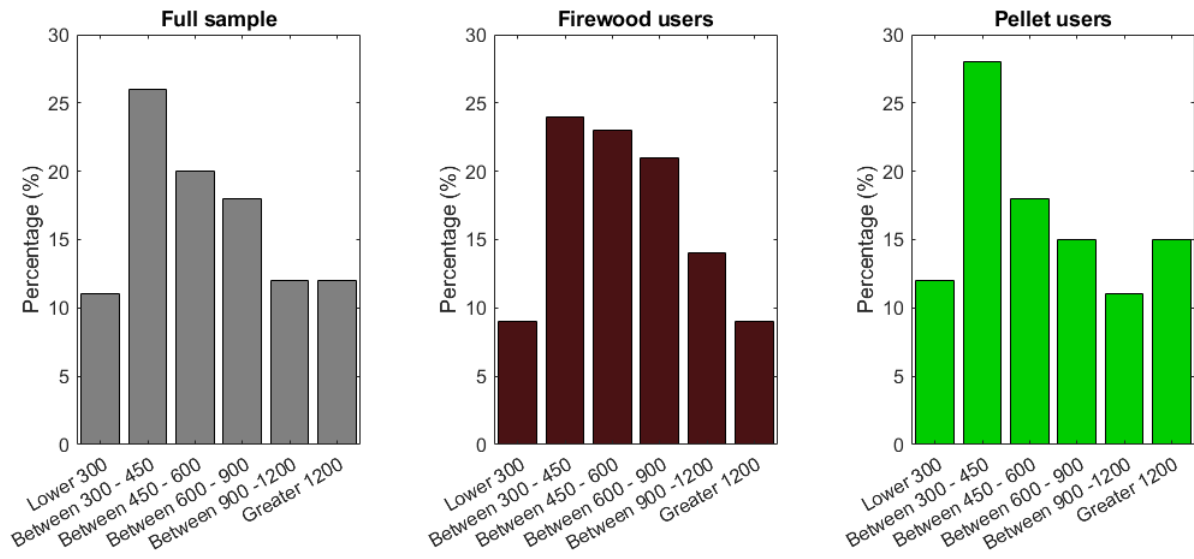 Full sample
Percentage (%)
30
25
20
15
10
5
0
Lower 300
Between 300 - 450
Between 450 - 600
Between 600 - 900
Between 900 -1200
Greater 1200
Firewood users
Percentage (%)
30
25
20
15
10
5
0
Lower 300
Between 300 - 450
Between 450 - 600
Between 600 - 900
Between 900 -1200
Greater 1200
Pellet users
Percentage (%)
30
25
20
15
10
5
0
Lower 300
Between 300 - 450
Between 450 - 600
Between 600 - 900
Between 900 -1200
Greater 1200